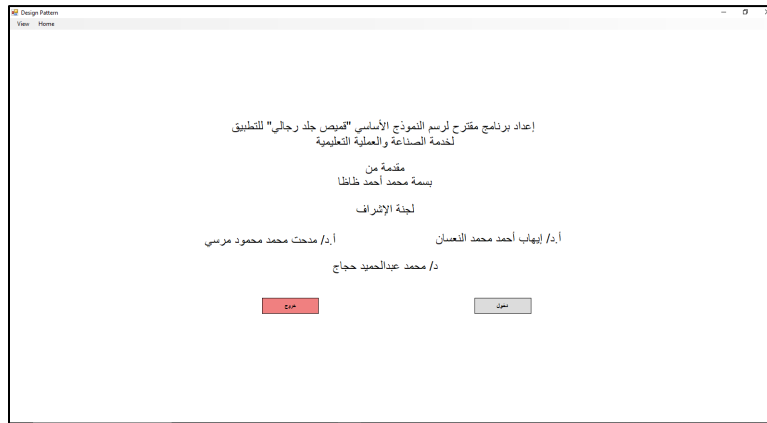 Design Pattern
View Home
إعداد برنامج مقترح لرسم النموذج الأساسي "قميص جلد رجالي" للتطبيق
لخدمة الصناعة والعملية التعليمية
مقدمة من
بسمة محمد أحمد ظاظا
لجنة الإشراف
أ.د/ إيهاب أحمد محمد النعسان
أ.د/ مدحت محمد محمود مرسي
د/ محمد عبدالحميد حجاج
دخول
خروج